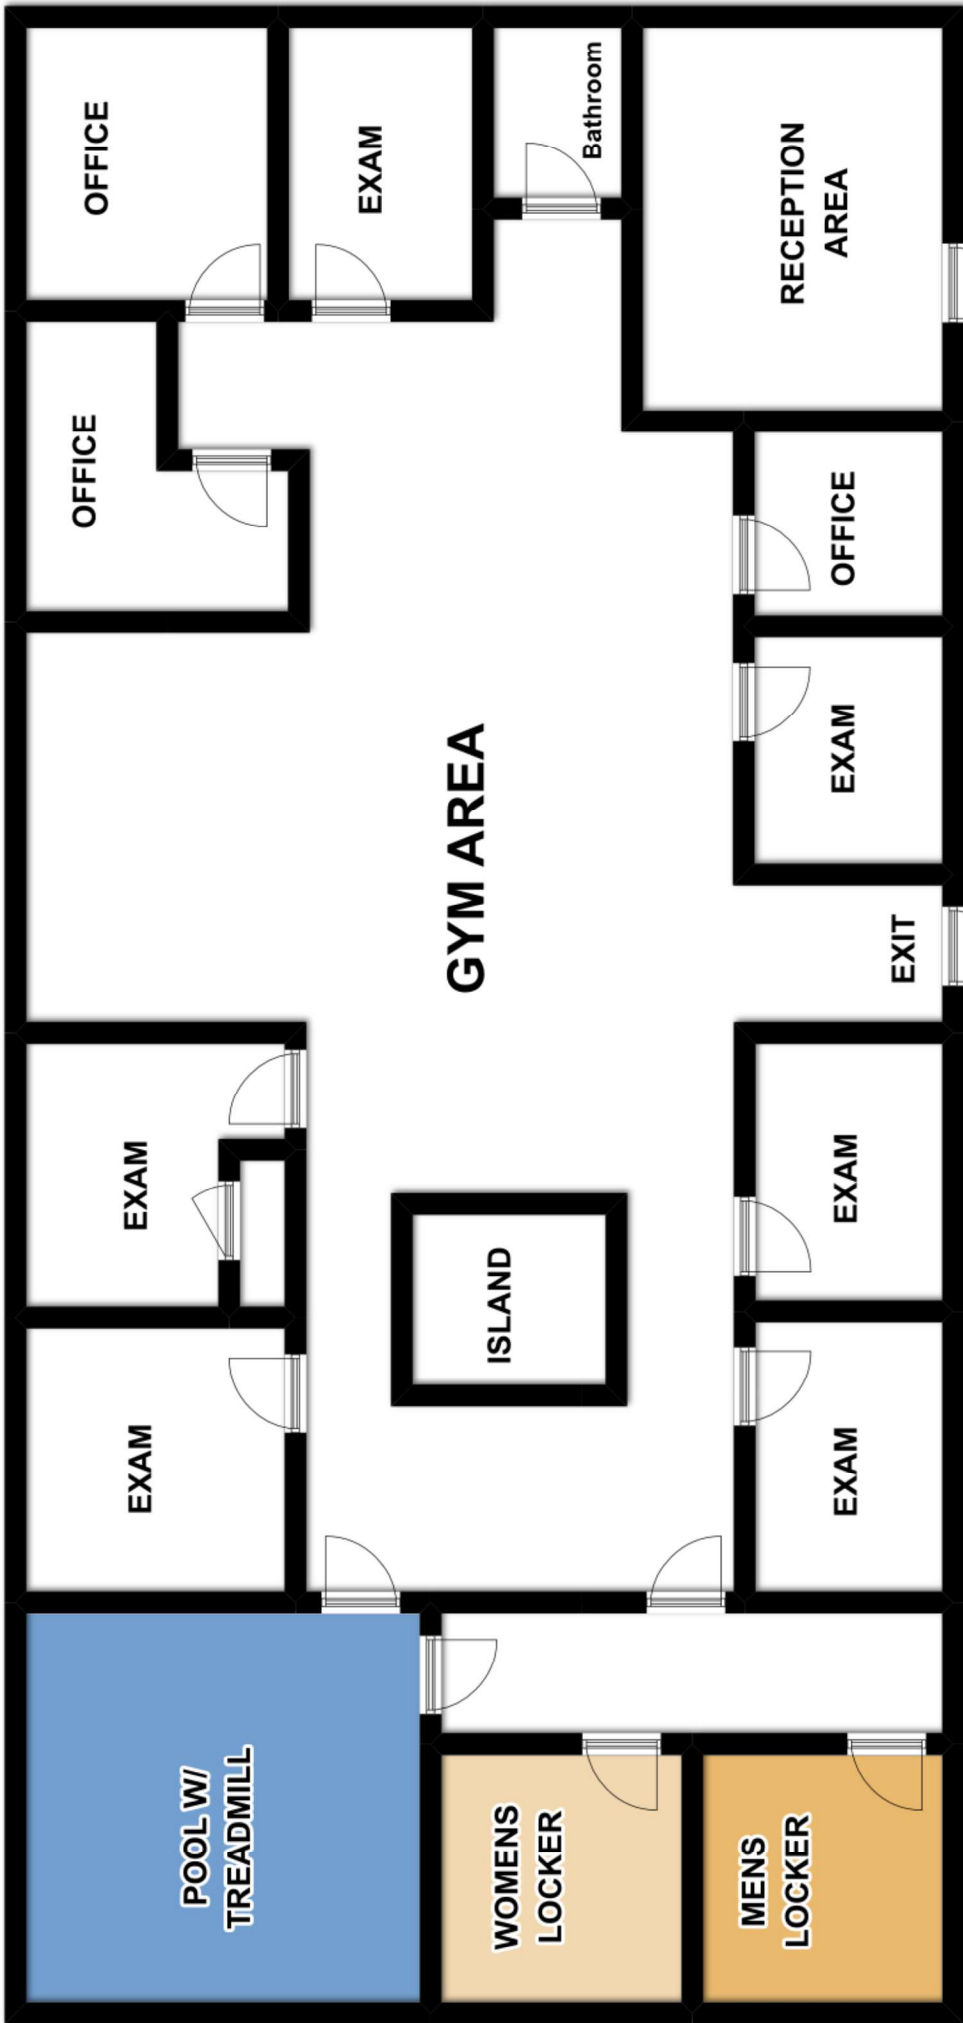 POOL W/
TREADMILL
EXAM
EXAM
OFFICE
OFFICE
EXAM
Bathroom
GYM AREA
ISLAND
WOMENS
LOCKER
MENS
LOCKER
EXAM
EXAM
EXIT
EXAM
OFFICE
RECEPTION
AREA